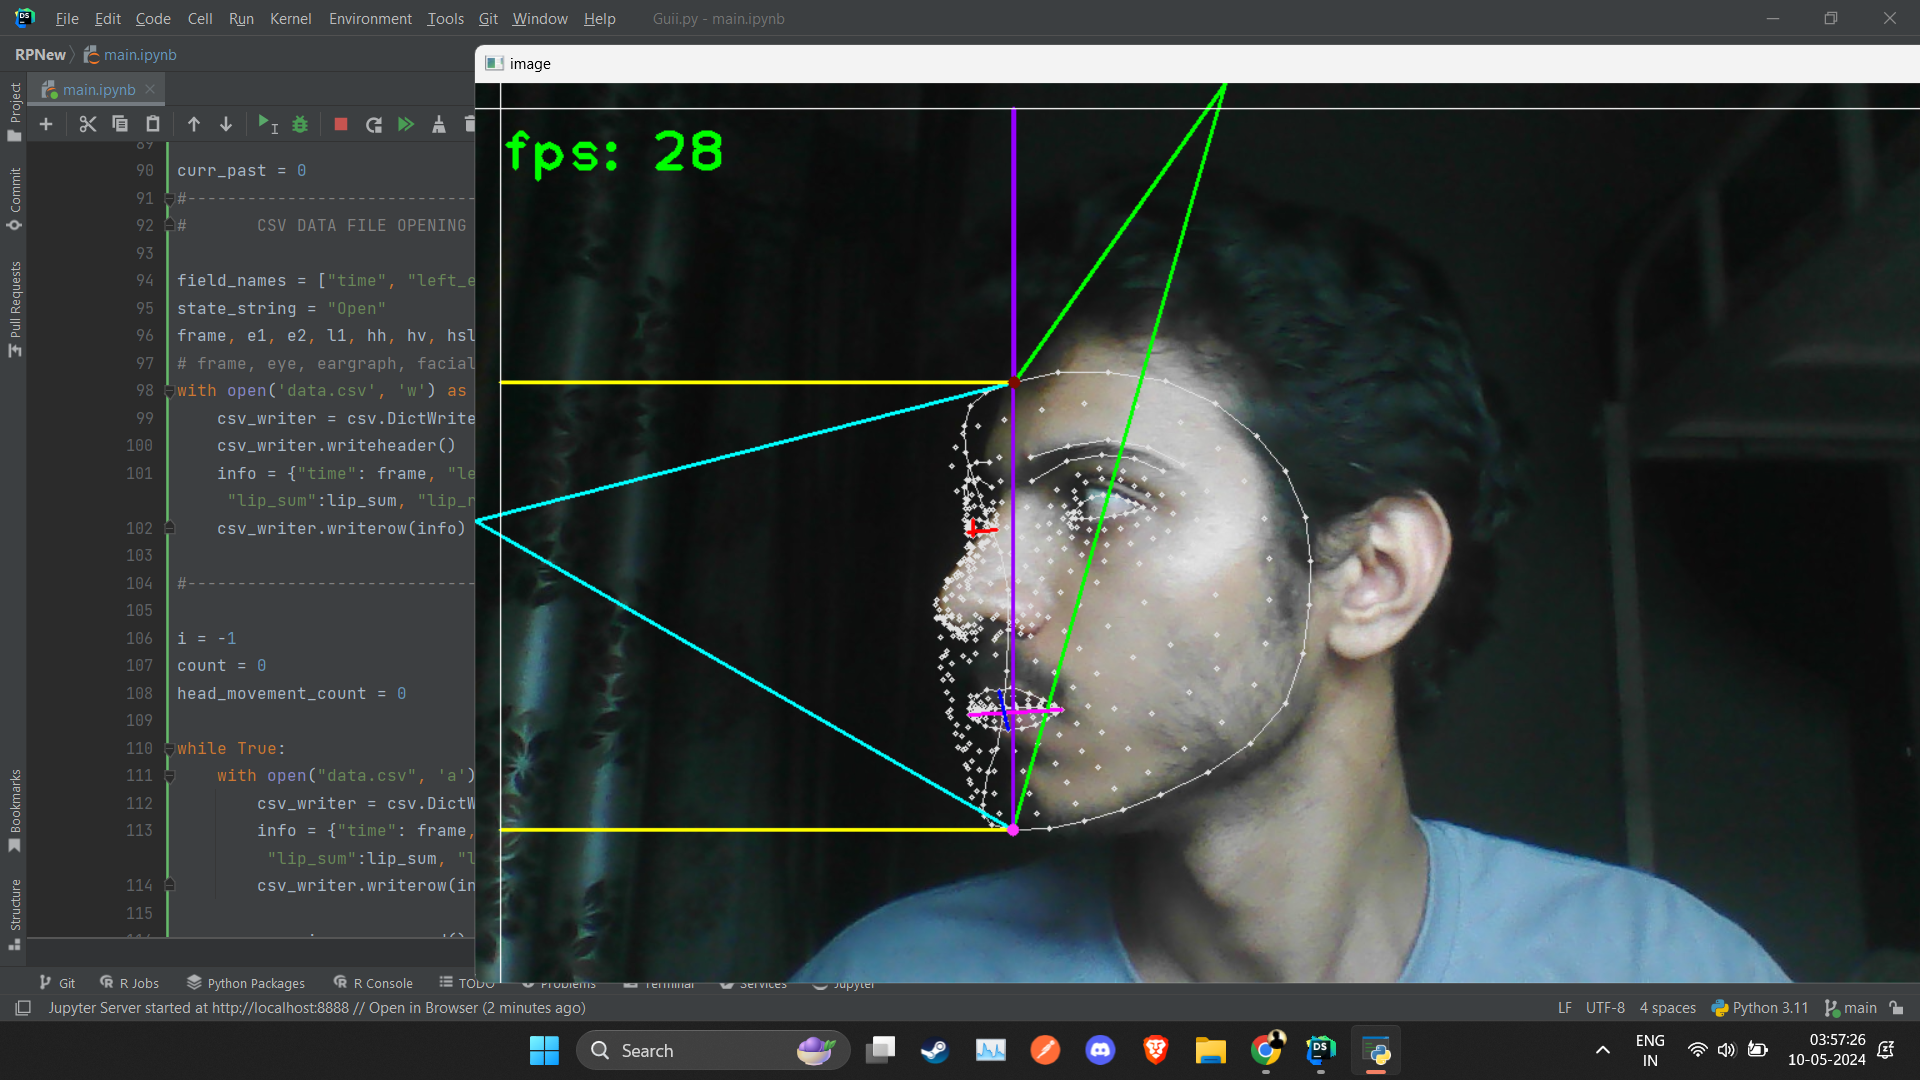 File Edit Code Cell Run Kernel Environment Tools Git Window Help Guii.py - main.ipynb
RPNew main.ipynb
image
main.ipynb
Project
Commit
Pull Requests
Bookmarks
Structure
fps: 28
89
90 curr_past = 0
91 #-----------------------------
92 # CSV DATA FILE OPENING
93
94 field_names = ["time", "left_e
95 state_string = "Open"
96 frame, e1, e2, l1, hh, hv, hsl
97 # frame, eye, eargraph, facial
98 with open('data.csv', 'w') as
99 csv_writer = csv.DictWrite
100 csv_writer.writeheader()
101 info = {"time": frame, "le
"lip_sum":lip_sum, "lip_r
102 csv_writer.writerow(info)
103
104 #-----------------------------
105
106 i = -1
107 count = 0
108 head_movement_count = 0
109
110 while True:
111 with open("data.csv", 'a')
112 csv_writer = csv.DictW
113 info = {"time": frame,
"lip_sum":lip_sum, "l
114 csv_writer.writerow(in
115
Git R Jobs Python Packages R Console TODO Problems Terminal Services Jupyter
Jupyter Server started at http://localhost:8888 // Open in Browser (2 minutes ago) LF UTF-8 4 spaces Python 3.11 main
Search
DS
ENG
IN
03:57:26
10-05-2024